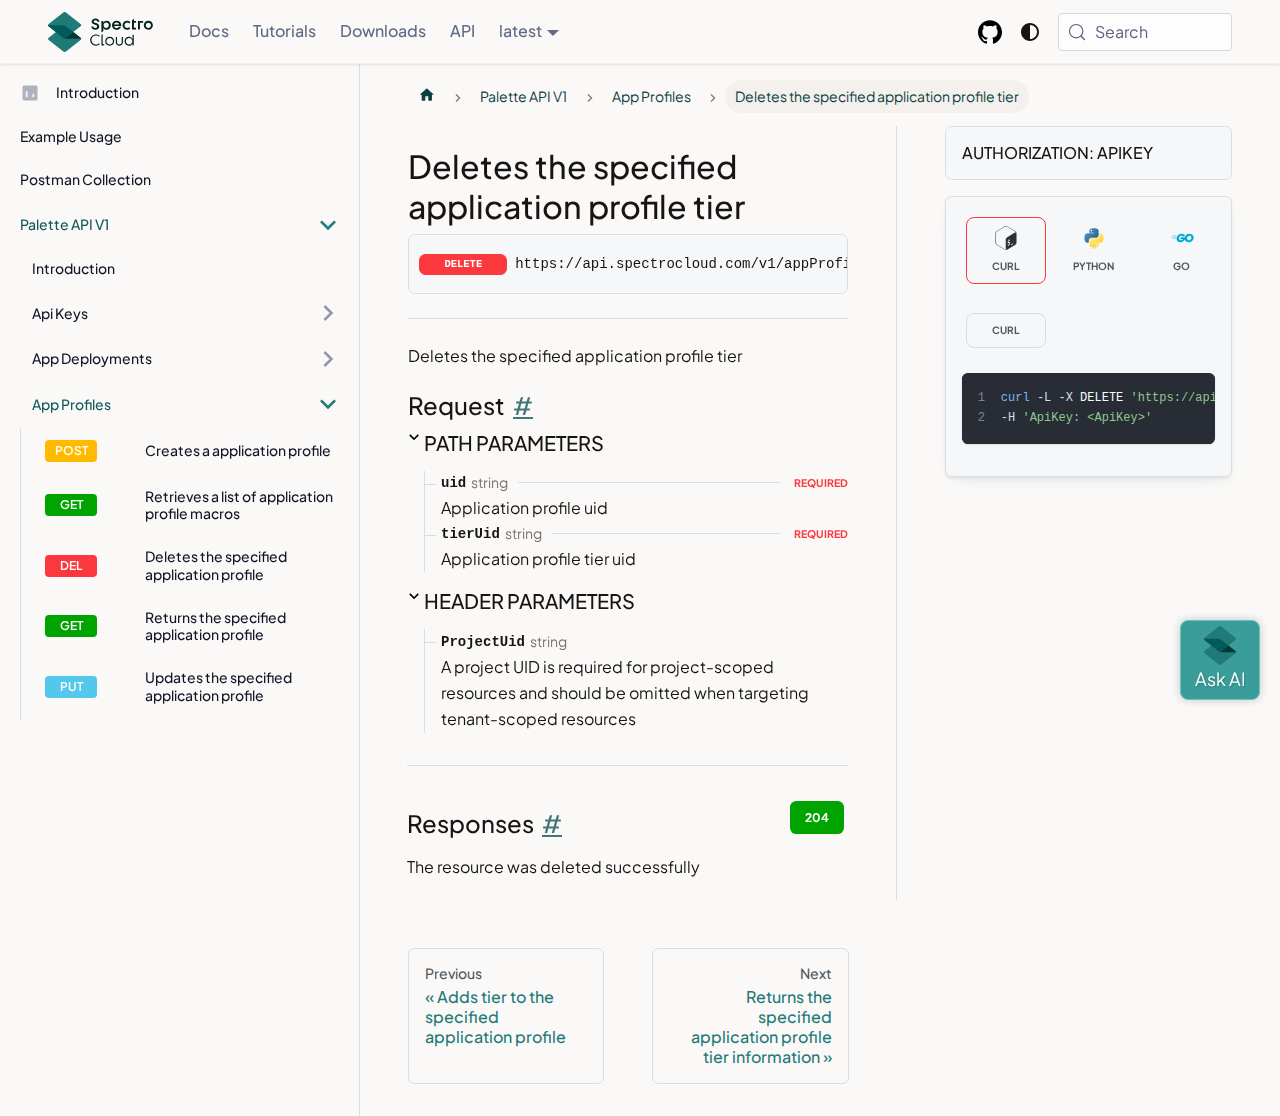 Spectro Cloud
Docs
Tutorials
Downloads
API
latest
Search
Introduction
Example Usage
Postman Collection
Palette API V1
Introduction
Api Keys
App Deployments
App Profiles
POST Creates a application profile
GET Retrieves a list of application
profile macros
DEL Deletes the specified
application profile
GET Returns the specified
application profile
PUT Updates the specified
application profile
Palette API V1
App Profiles
Deletes the specified application profile tier
Deletes the specified
application profile tier
DELETE https://api.spectrocloud.com/v1/appProfi
Deletes the specified application profile tier
Request #
PATH PARAMETERS
uid string REQUIRED
Application profile uid
tierUid string REQUIRED
Application profile tier uid
HEADER PARAMETERS
ProjectUid string
A project UID is required for project-scoped
resources and should be omitted when targeting
tenant-scoped resources
Responses #
204
The resource was deleted successfully
Previous
« Adds tier to the
specified
application profile
Next
Returns the
specified
application profile
tier information »
AUTHORIZATION: APIKEY
CURL
PYTHON
GO
CURL
1 curl -L -X DELETE 'https://api
2 -H 'ApiKey: <ApiKey>'
Ask AI